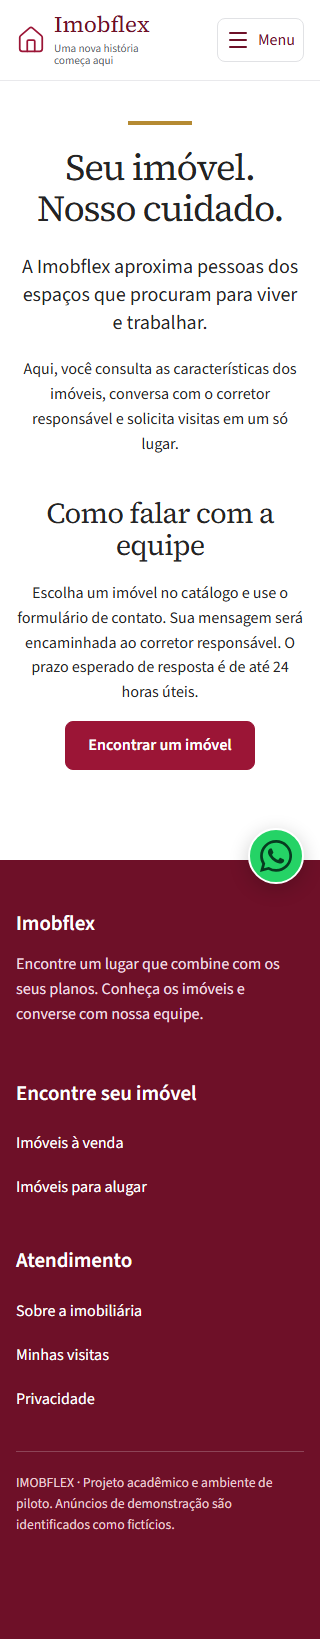 Imobflex
Uma nova história
começa aqui
Menu
Seu imóvel.
Nosso cuidado.
A Imobflex aproxima pessoas dos
espaços que procuram para viver
e trabalhar.
Aqui, você consulta as características dos
imóveis, conversa com o corretor
responsável e solicita visitas em um só
lugar.
Como falar com a
equipe
Escolha um imóvel no catálogo e use o
formulário de contato. Sua mensagem será
encaminhada ao corretor responsável. O
prazo esperado de resposta é de até 24
horas úteis.
Encontrar um imóvel
Imobflex
Encontre um lugar que combine com os
seus planos. Conheça os imóveis e
converse com nossa equipe.
Encontre seu imóvel
Imóveis à venda
Imóveis para alugar
Atendimento
Sobre a imobiliária
Minhas visitas
Privacidade
IMOBFLEX · Projeto acadêmico e ambiente de
piloto. Anúncios de demonstração são
identificados como fictícios.